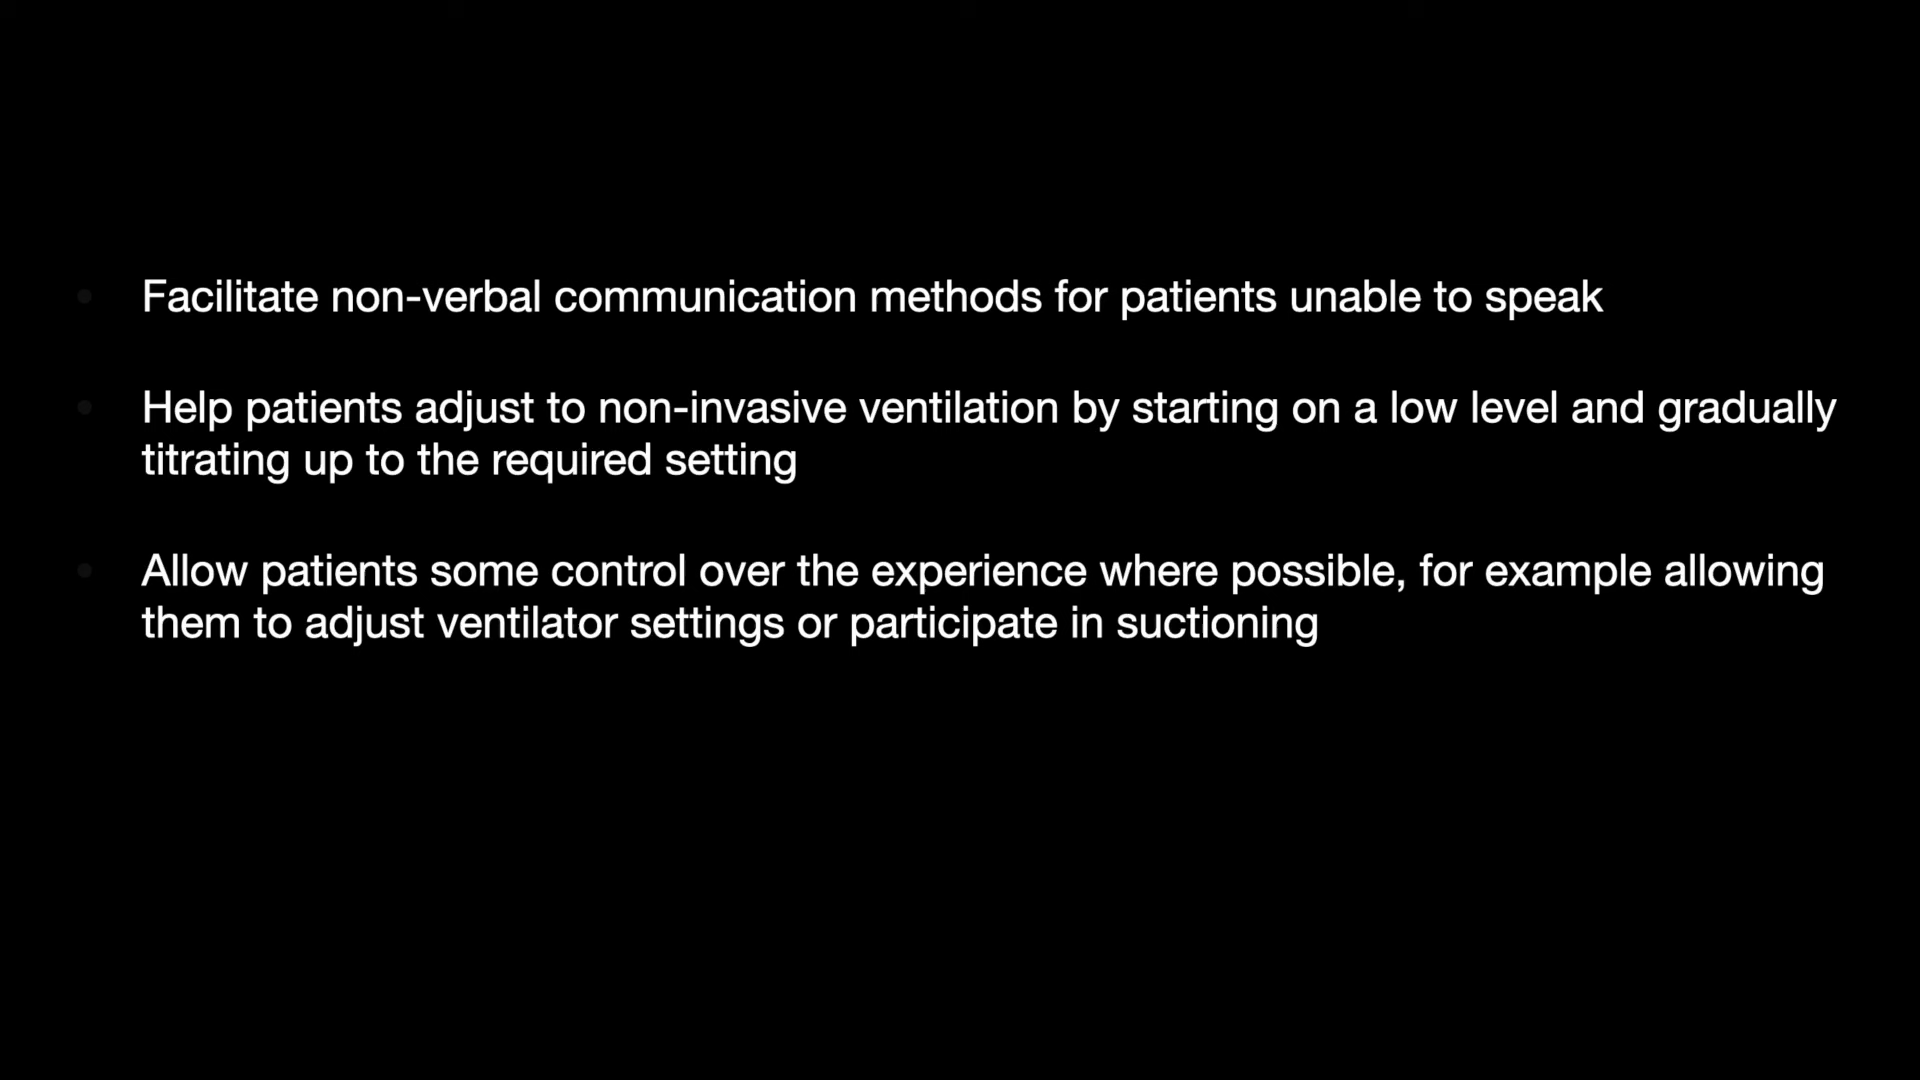 Facilitate non-verbal communication methods for patients unable to speak
Help patients adjust to non-invasive ventilation by starting on a low level and gradually
titrating up to the required setting
Allow patients some control over the experience where possible, for example allowing
them to adjust ventilator settings or participate in suctioning